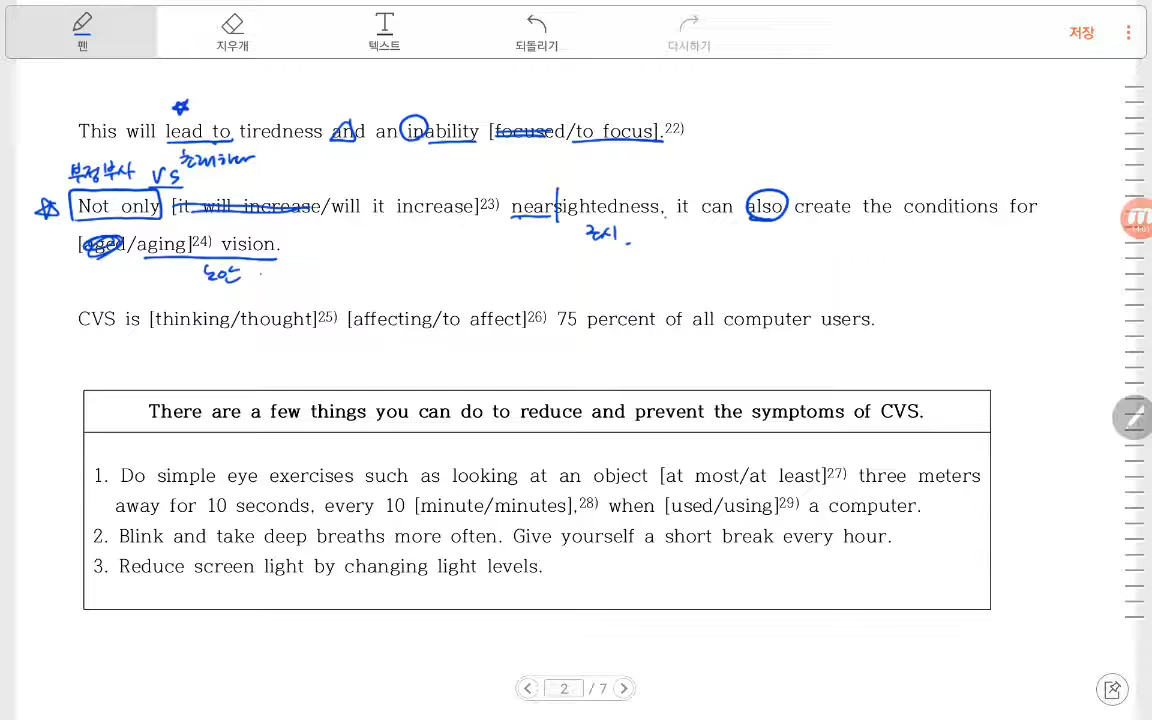 펜 지우개 텍스트 되돌리기 다시하기 저장
This will lead to tiredness and an inability [focused/to focus].22)
초래하다
부정부사 VS
Not only [it will increase/will it increase]23) nearsightedness, it can also create the conditions for
근시
[aged/aging]24) vision.
노안
CVS is [thinking/thought]25) [affecting/to affect]26) 75 percent of all computer users.
There are a few things you can do to reduce and prevent the symptoms of CVS.
1. Do simple eye exercises such as looking at an object [at most/at least]27) three meters
away for 10 seconds, every 10 [minute/minutes],28) when [used/using]29) a computer.
2. Blink and take deep breaths more often. Give yourself a short break every hour.
3. Reduce screen light by changing light levels.
2 / 7